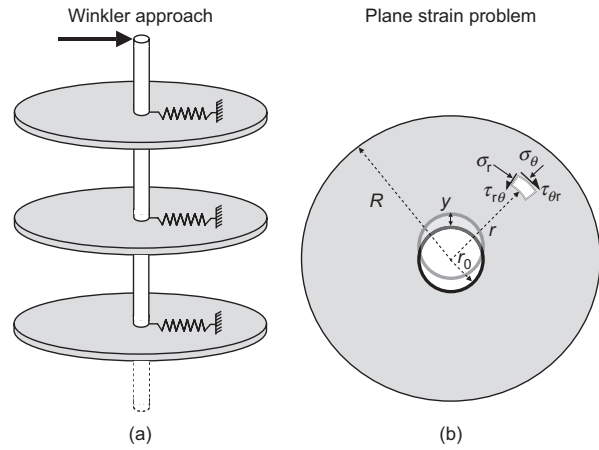 Winkler approach
Plane strain problem
σr
σθ
τrθ
τθr
R
y
r
r0
(a)
(b)